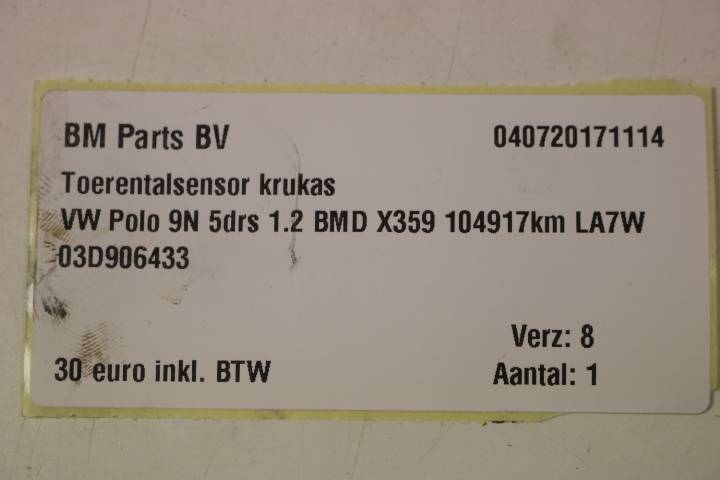 BM Parts BV 040720171114
Toerentalsensor krukas
VW Polo 9N 5drs 1.2 BMD X359 104917km LA7W
03D906433
Verz: 8
30 euro inkl. BTW Aantal: 1